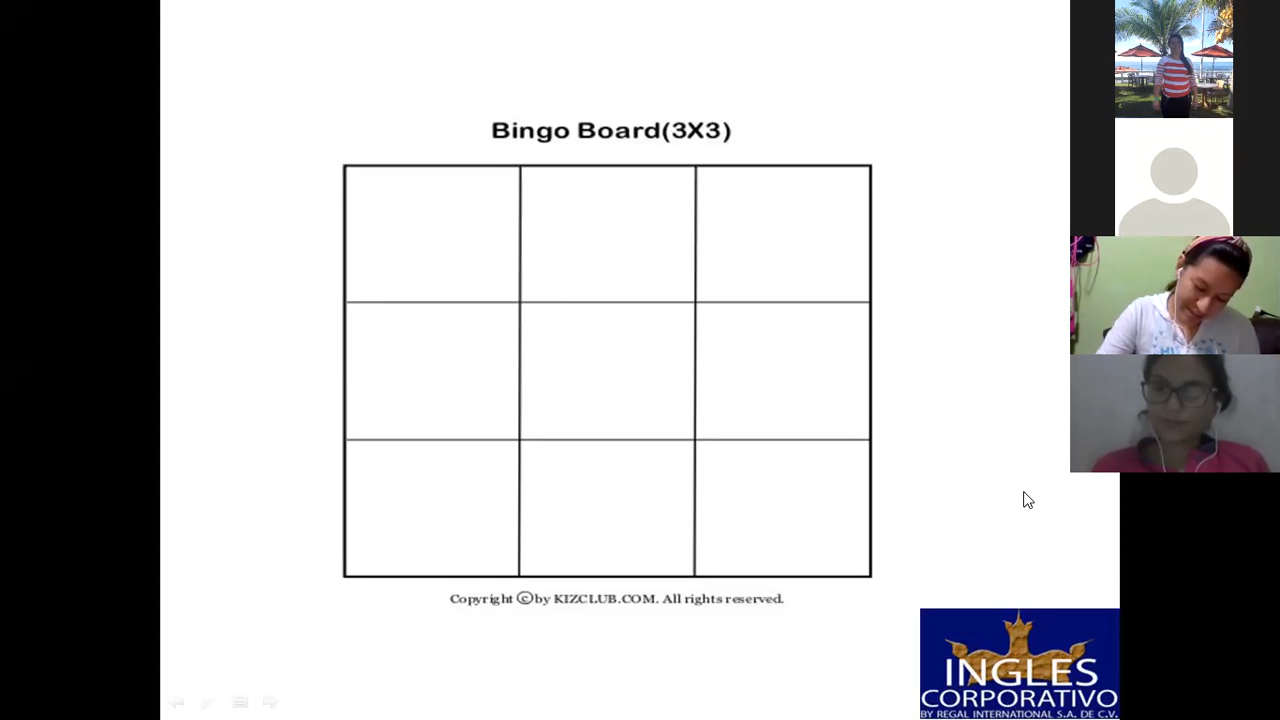 Bingo Board(3X3)
Copyright ©by KIZCLUB.COM. All rights reserved.
INGLES
CORPORATIVO
BY REGAL INTERNATIONAL S.A. DE C.V.